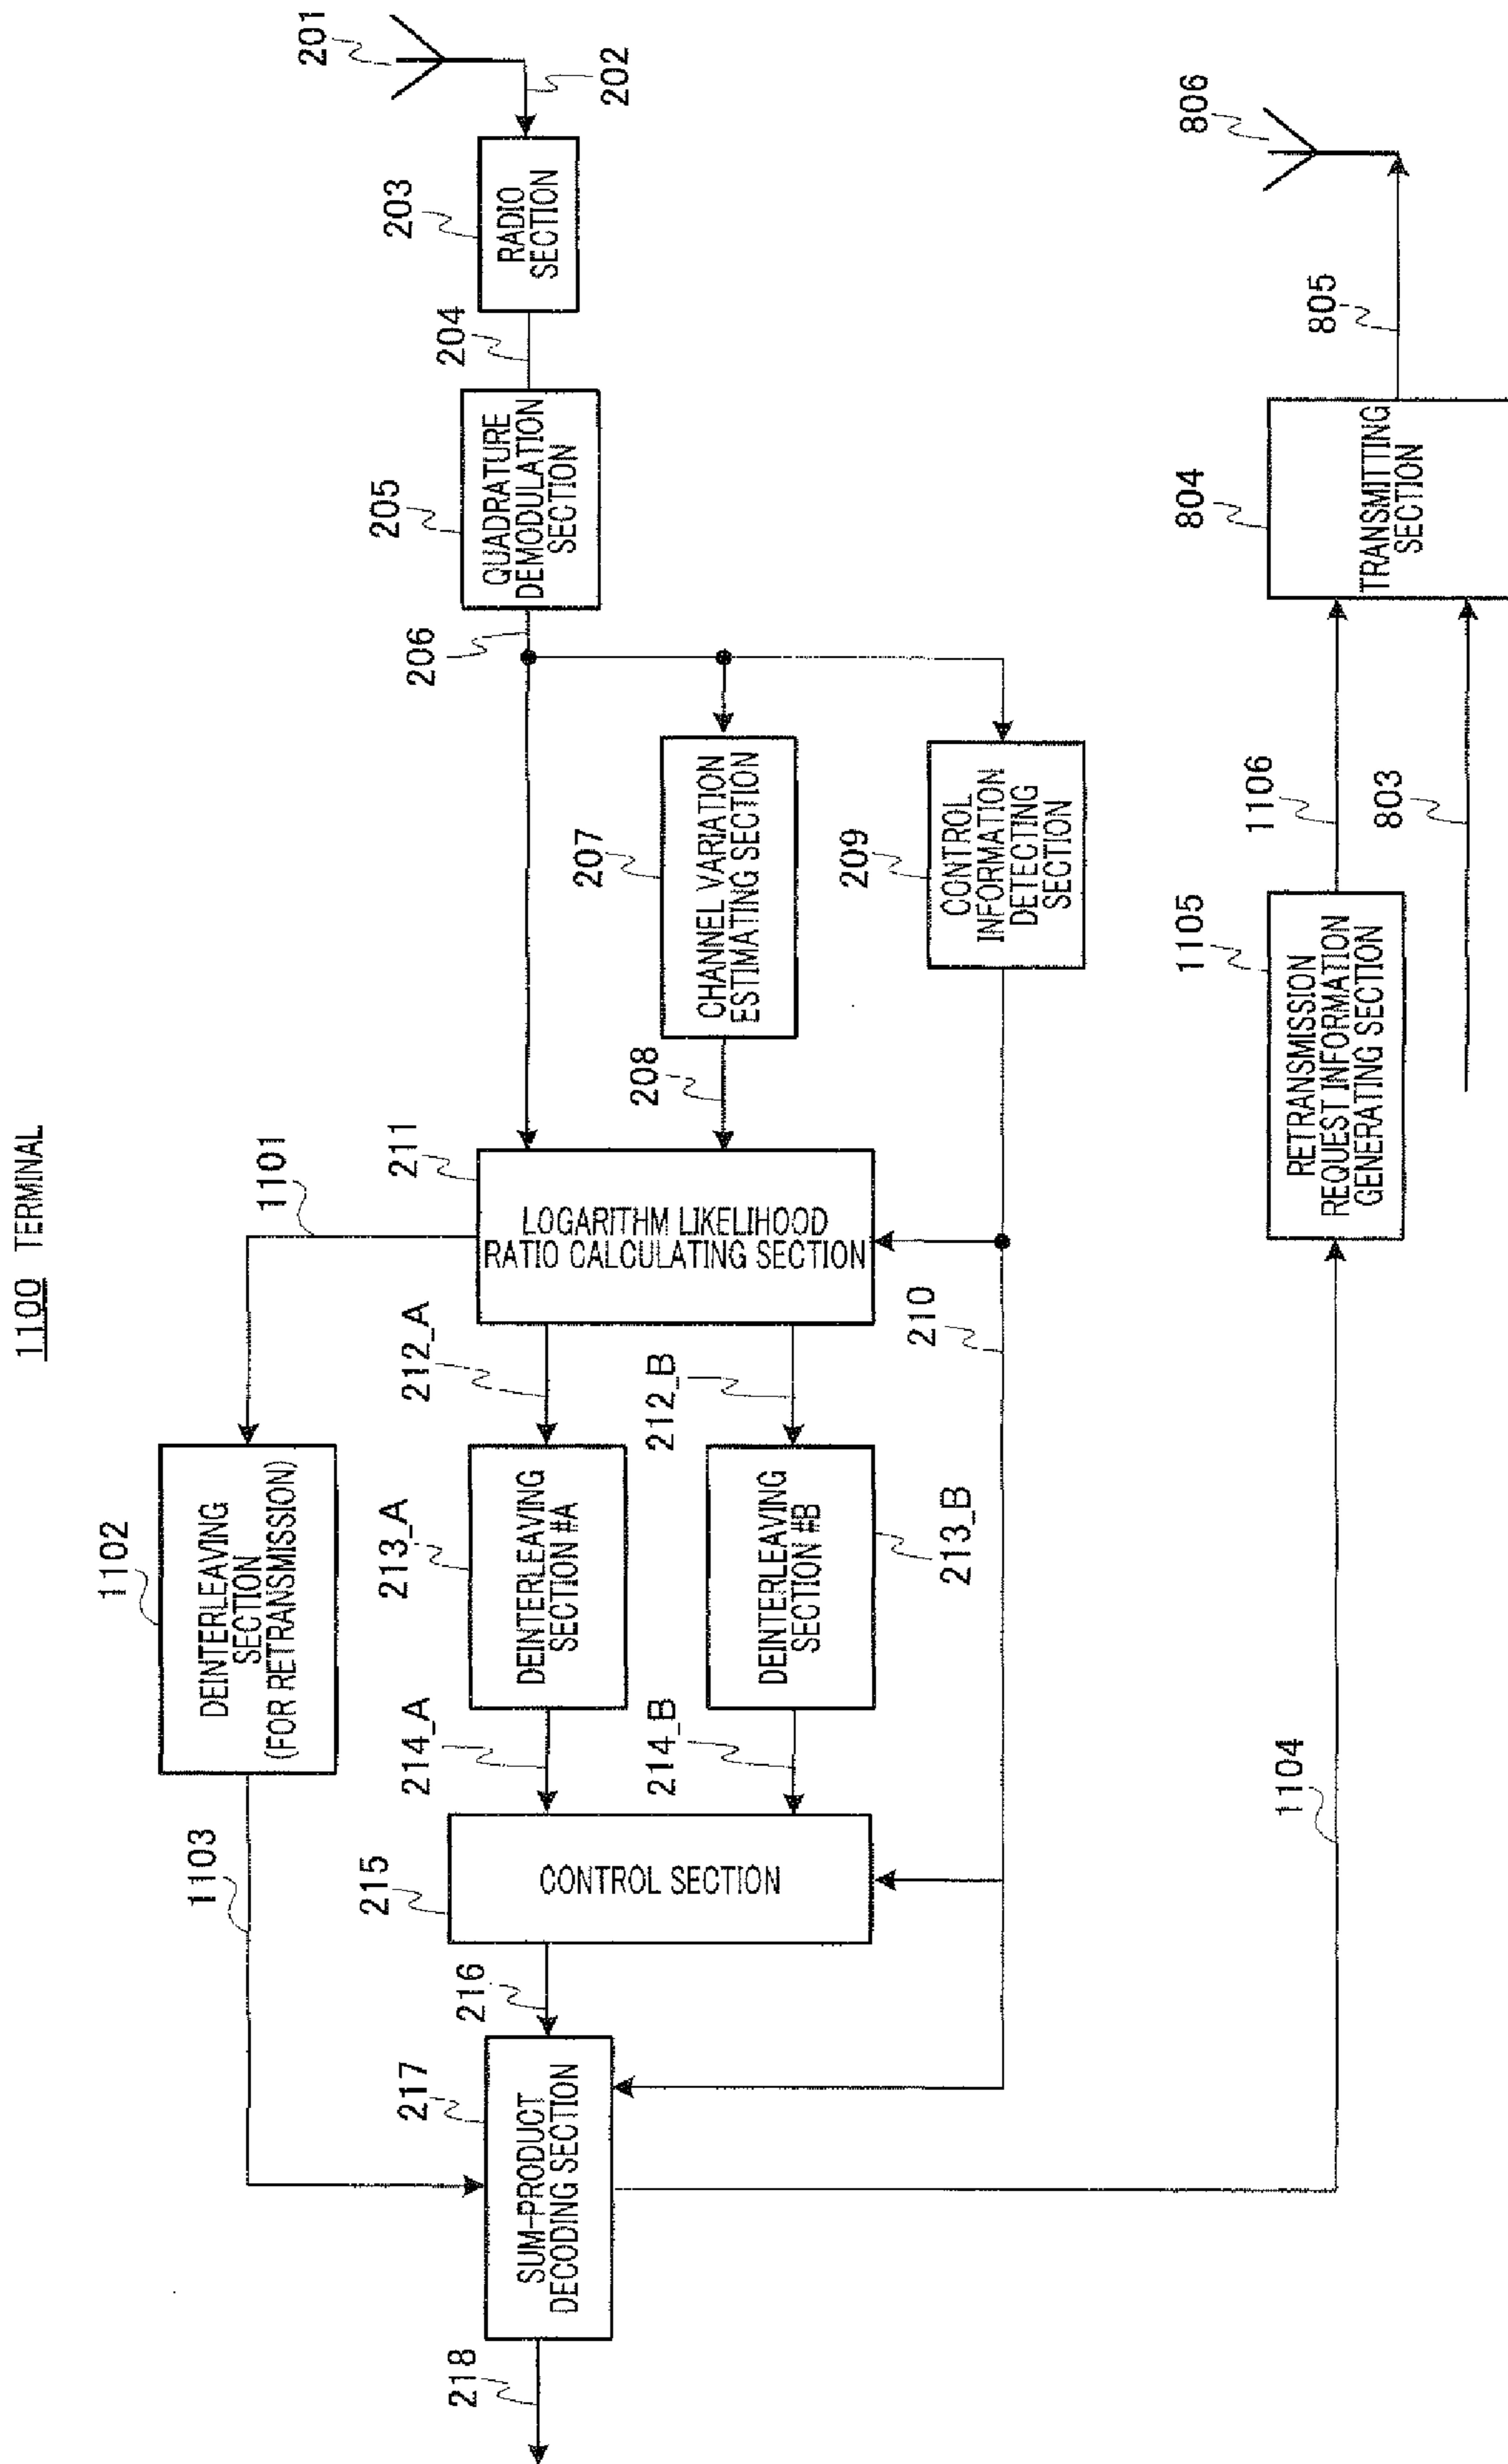 1100 TERMINAL
201
202
203
RADIO
SECTION
204
205
QUADRATURE
DEMODULATION
SECTION
206
207
CHANNEL VARIATION
ESTIMATING SECTION
208
209
CONTROL
INFORMATION
DETECTING
SECTION
210
211
LOGARITHM LIKELIHOOD
RATIO CALCULATING SECTION
1101
1102
DEINTERLEAVING
SECTION
(FOR RETRANSMISSION)
1103
212_A
212_B
213_A
DEINTERLEAVING
SECTION #A
213_B
DEINTERLEAVING
SECTION #B
214_A
214_B
215
CONTROL SECTION
216
217
SUM-PRODUCT
DECODING SECTION
218
1104
1105
RETRANSMISSION
REQUEST INFORMATION
GENERATING SECTION
1106
803
804
TRANSMITTING
SECTION
805
806